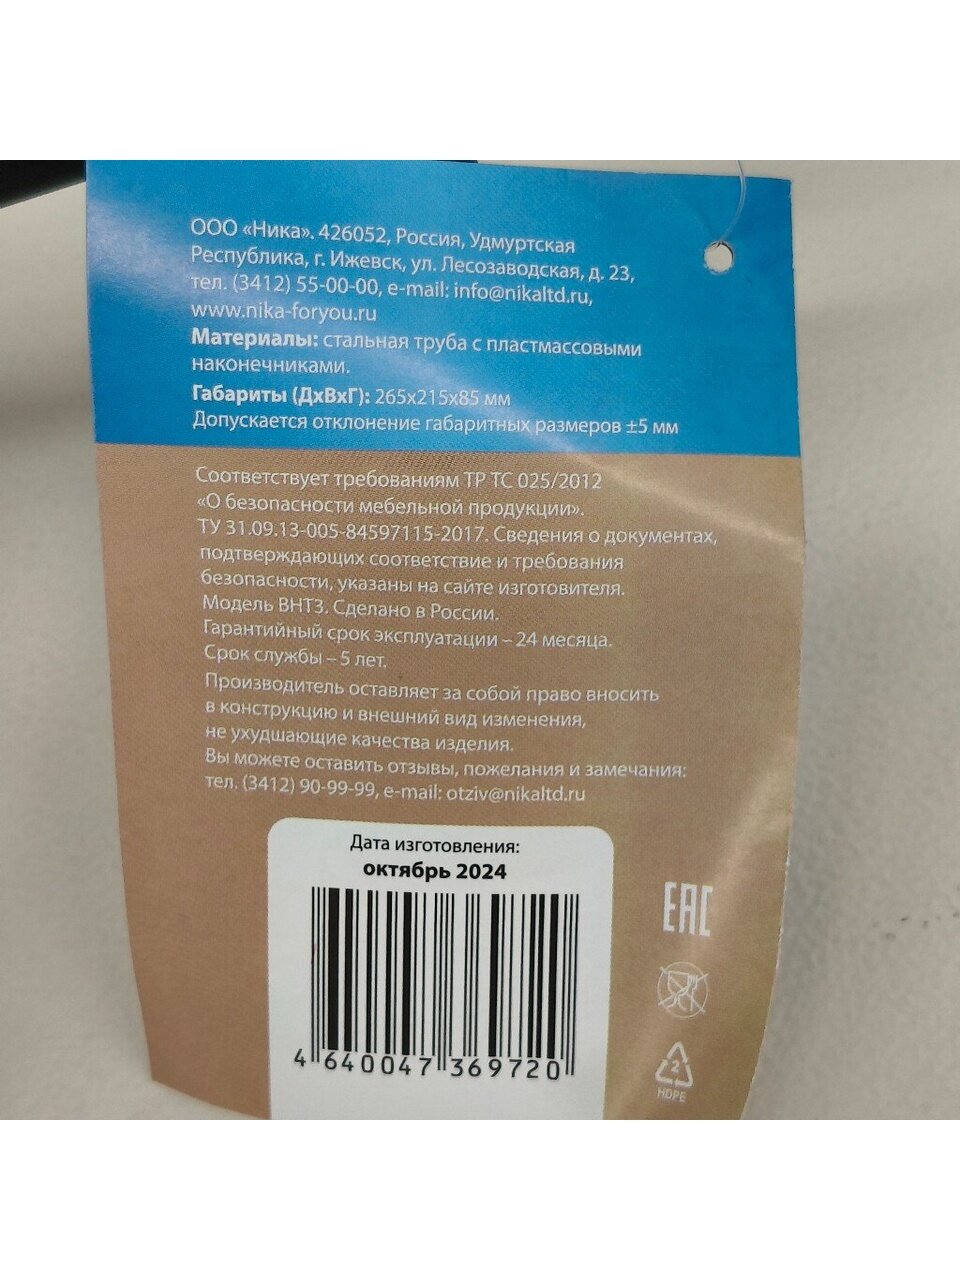 ООО «Ника». 426052, Россия, Удмуртская
Республика, г. Ижевск, ул. Лесозаводская, д. 23,
тел. (3412) 55-00-00, e-mail: info@nikaltd.ru,
www.nika-foryou.ru
Материалы: стальная труба с пластмассовыми
наконечниками.
Габариты (ДхВхГ): 265х215х85 мм
Допускается отклонение габаритных размеров ±5 мм
Соответствует требованиям ТР ТС 025/2012
«О безопасности мебельной продукции».
ТУ 31.09.13-005-84597115-2017. Сведения о документах,
подтверждающих соответствие и требования
безопасности, указаны на сайте изготовителя.
Модель ВНТ3. Сделано в России.
Гарантийный срок эксплуатации – 24 месяца.
Срок службы – 5 лет.
Производитель оставляет за собой право вносить
в конструкцию и внешний вид изменения,
не ухудшающие качества изделия.
Вы можете оставить отзывы, пожелания и замечания:
тел. (3412) 90-99-99, e-mail: otziv@nikaltd.ru
Дата изготовления:
октябрь 2024
4 640047 369720
EAC
2
HDPE